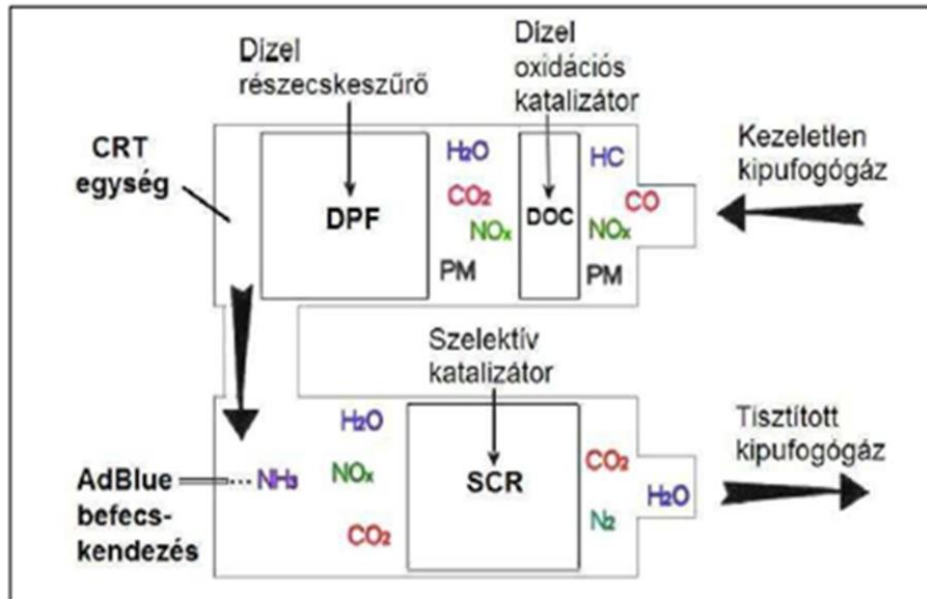 Dízel
részecskeszűrő
Dízel
oxidációs
katalizátor
CRT
egység
DPF
H₂O
CO₂
NOₓ
PM
DOC
HC
CO
NOₓ
PM
Kezeletlen
kipufogógáz
Szelektív
katalizátor
AdBlue
befecs-
kendezés
NH₃
H₂O
NOₓ
CO₂
SCR
CO₂
N₂
H₂O
Tisztított
kipufogógáz